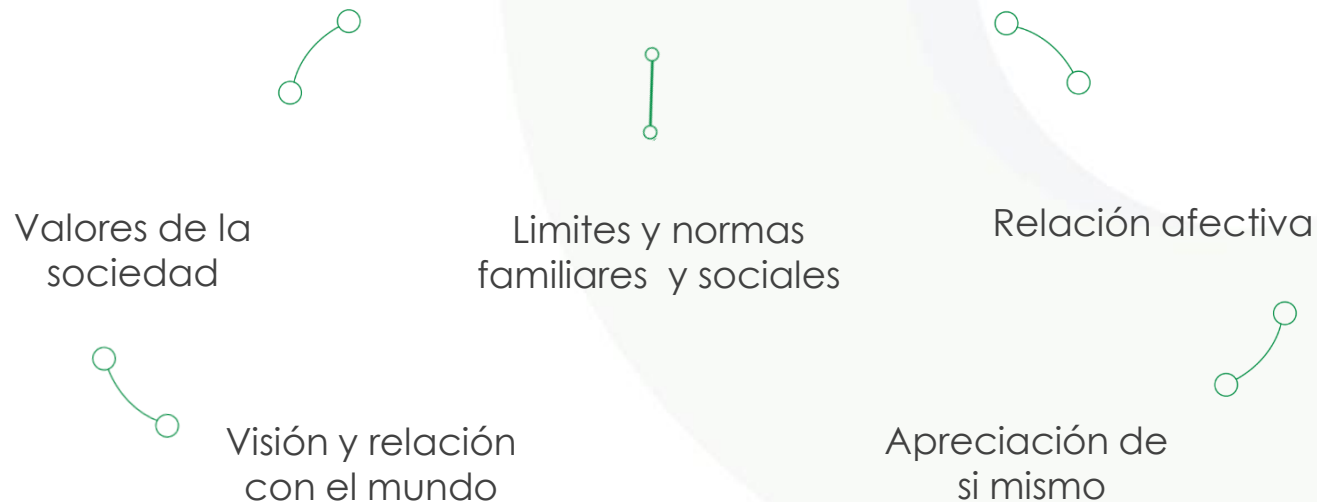 Valores de la
sociedad
Limites y normas
familiares y sociales
Relación afectiva
Visión y relación
con el mundo
Apreciación de
si mismo